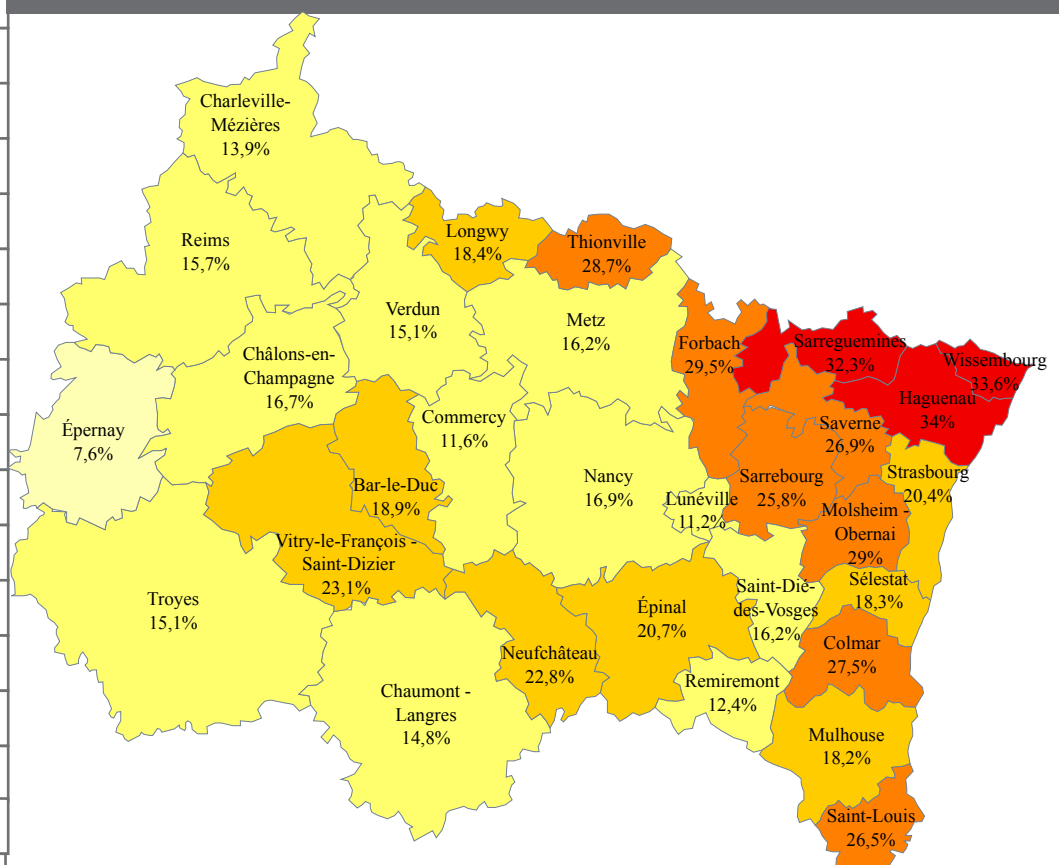 Charleville-
Mézières
13,9%
Reims
15,7%
Longwy
18,4%
Thionville
28,7%
Verdun
15,1%
Metz
16,2%
Forbach
29,5%
Sarreguemines
32,3%
Wissembourg
33,6%
Haguenau
34%
Châlons-en-
Champagne
16,7%
Commercy
11,6%
Épernay
7,6%
Saverne
26,9%
Nancy
16,9%
Sarrebourg
25,8%
Strasbourg
20,4%
Bar-le-Duc
18,9%
Lunéville
11,2%
Molsheim -
Obernai
29%
Vitry-le-François -
Saint-Dizier
23,1%
Saint-Dié-
des-Vosges
16,2%
Sélestat
18,3%
Troyes
15,1%
Épinal
20,7%
Colmar
27,5%
Neufchâteau
22,8%
Remiremont
12,4%
Chaumont -
Langres
14,8%
Mulhouse
18,2%
Saint-Louis
26,5%